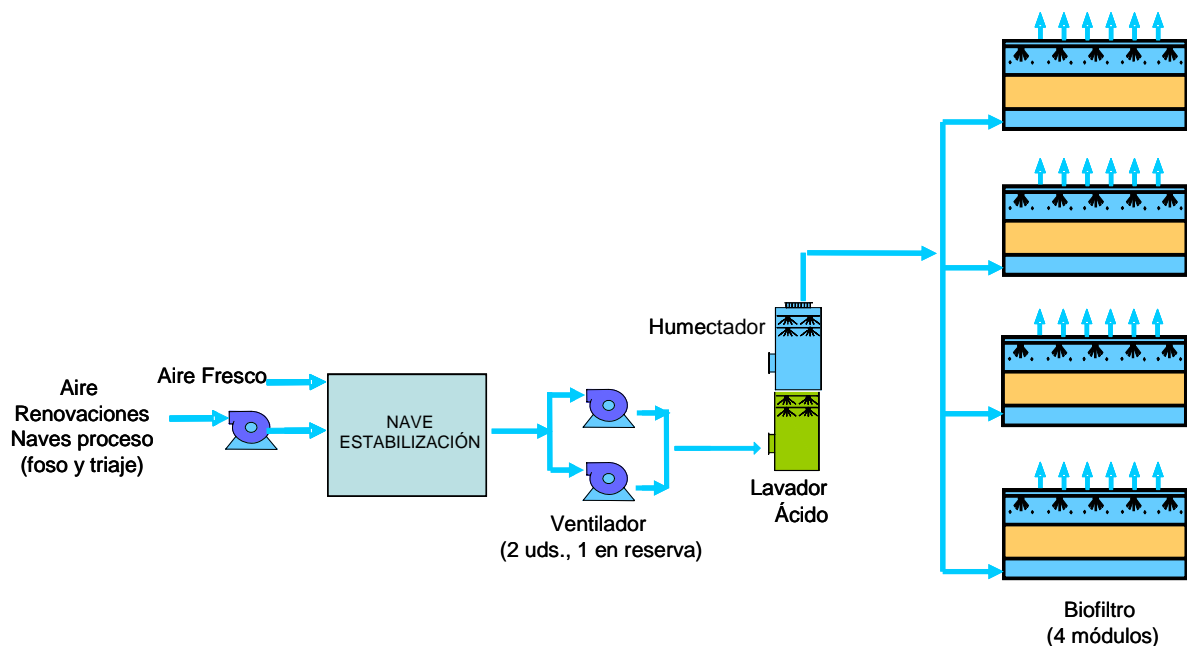 Aire
Renovaciones
Naves proceso
(foso y triaje)
Aire Fresco
NAVE
ESTABILIZACIÓN
Ventilador
(2 uds., 1 en reserva)
Humectador
Lavador
Ácido
Biofiltro
(4 módulos)